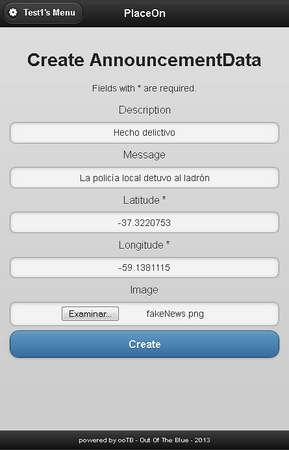 Test1's Menu
PlaceOn
Create AnnouncementData
Fields with * are required.
Description
Hecho delictivo
Message
La policía local detuvo al ladrón
Latitude *
-37.3220753
Longitude *
-59.1381115
Image
Examinar... fakeNews.png
Create
powered by ooTB - Out Of The Blue - 2013